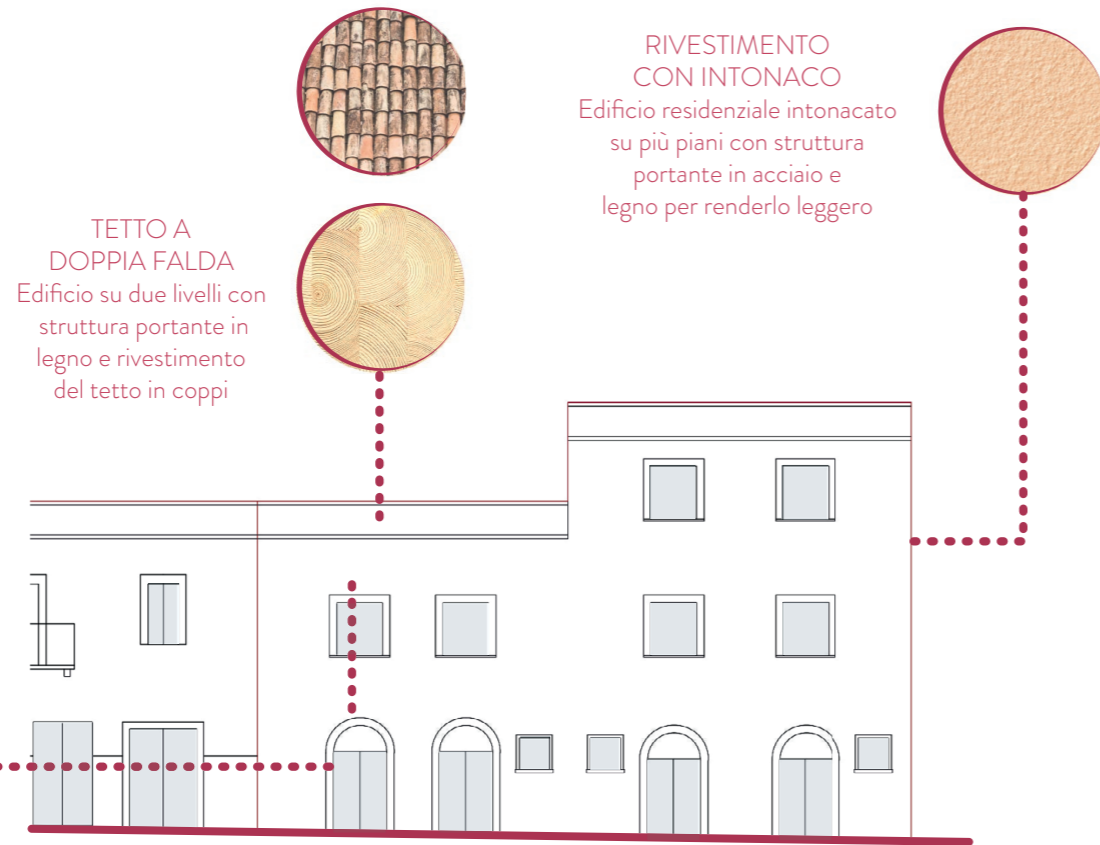 TETTO A
DOPPIA FALDA
Edificio su due livelli con
struttura portante in
legno e rivestimento
del tetto in coppi
RIVESTIMENTO
CON INTONACO
Edificio residenziale intonacato
su più piani con struttura
portante in acciaio e
legno per renderlo leggero